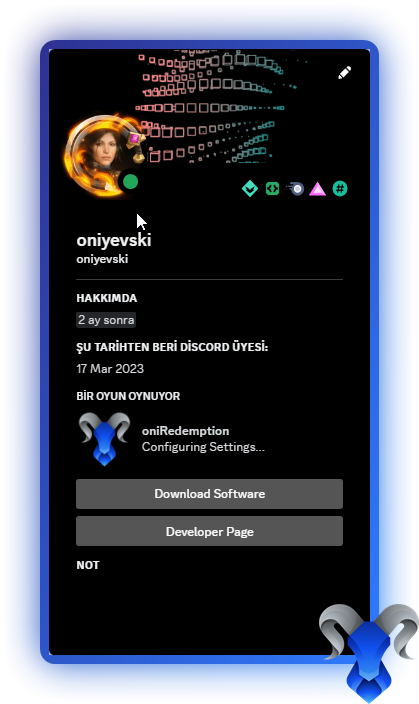 oniyevski
oniyevski
HAKKIMDA
2 ay sonra
ŞU TARİHTEN BERİ DİSCORD ÜYESİ:
17 Mar 2023
BİR OYUN OYNUYOR
oniRedemption
Configuring Settings...
Download Software
Developer Page
NOT